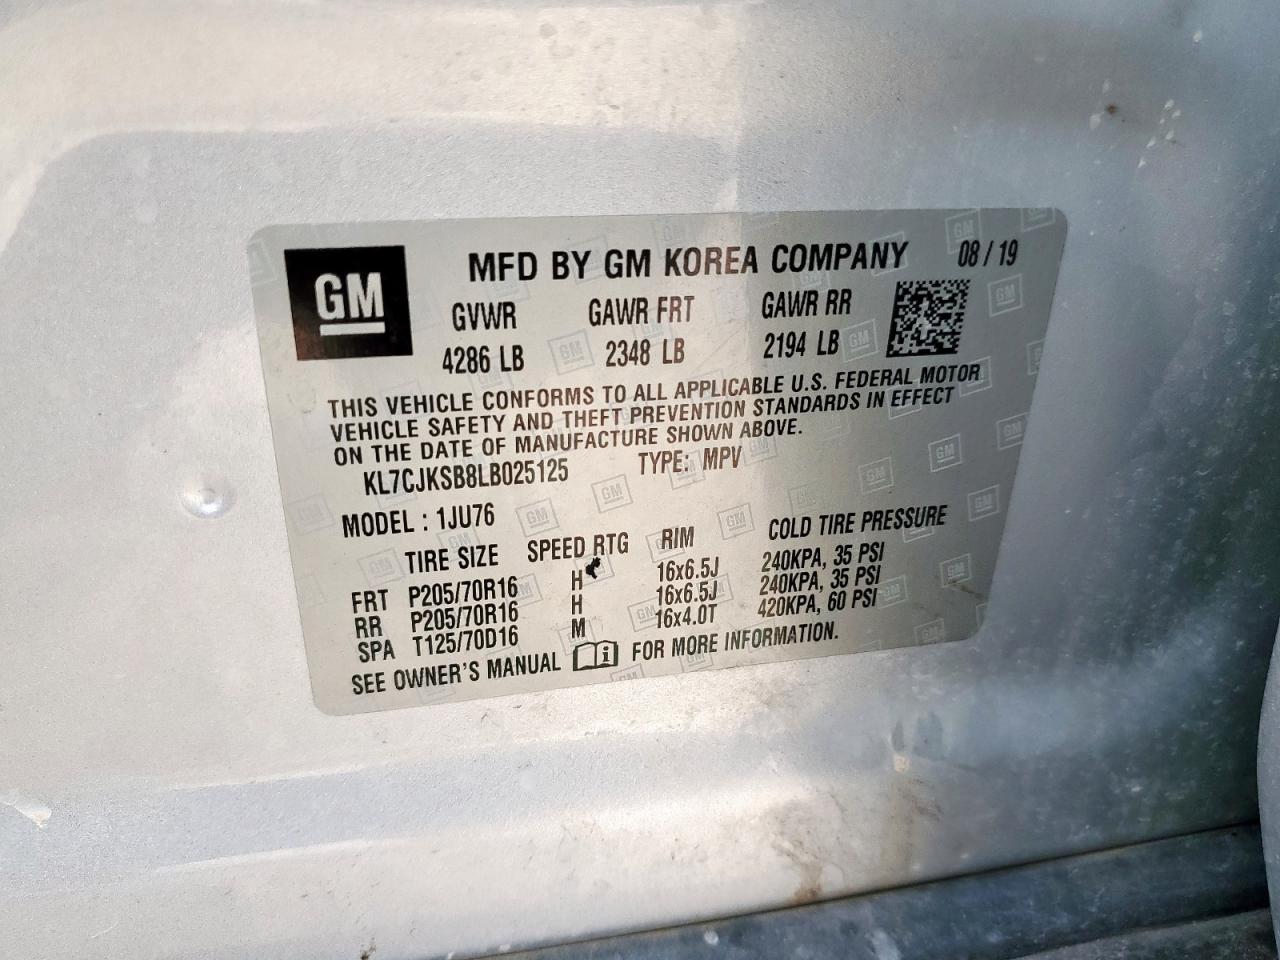 GM MFD BY GM KOREA COMPANY 08/19
GVWR GAWR FRT GAWR RR
4286 LB 2348 LB 2194 LB
THIS VEHICLE CONFORMS TO ALL APPLICABLE U.S. FEDERAL MOTOR
VEHICLE SAFETY AND THEFT PREVENTION STANDARDS IN EFFECT
ON THE DATE OF MANUFACTURE SHOWN ABOVE.
KL7CJKSB8LB025125 TYPE: MPV
MODEL : 1JU76
TIRE SIZE SPEED RTG RIM COLD TIRE PRESSURE
FRT P205/70R16 H 16x6.5J 240KPA, 35 PSI
RR P205/70R16 H 16x6.5J 240KPA, 35 PSI
SPA T125/70D16 M 16x4.0T 420KPA, 60 PSI
SEE OWNER'S MANUAL i FOR MORE INFORMATION.